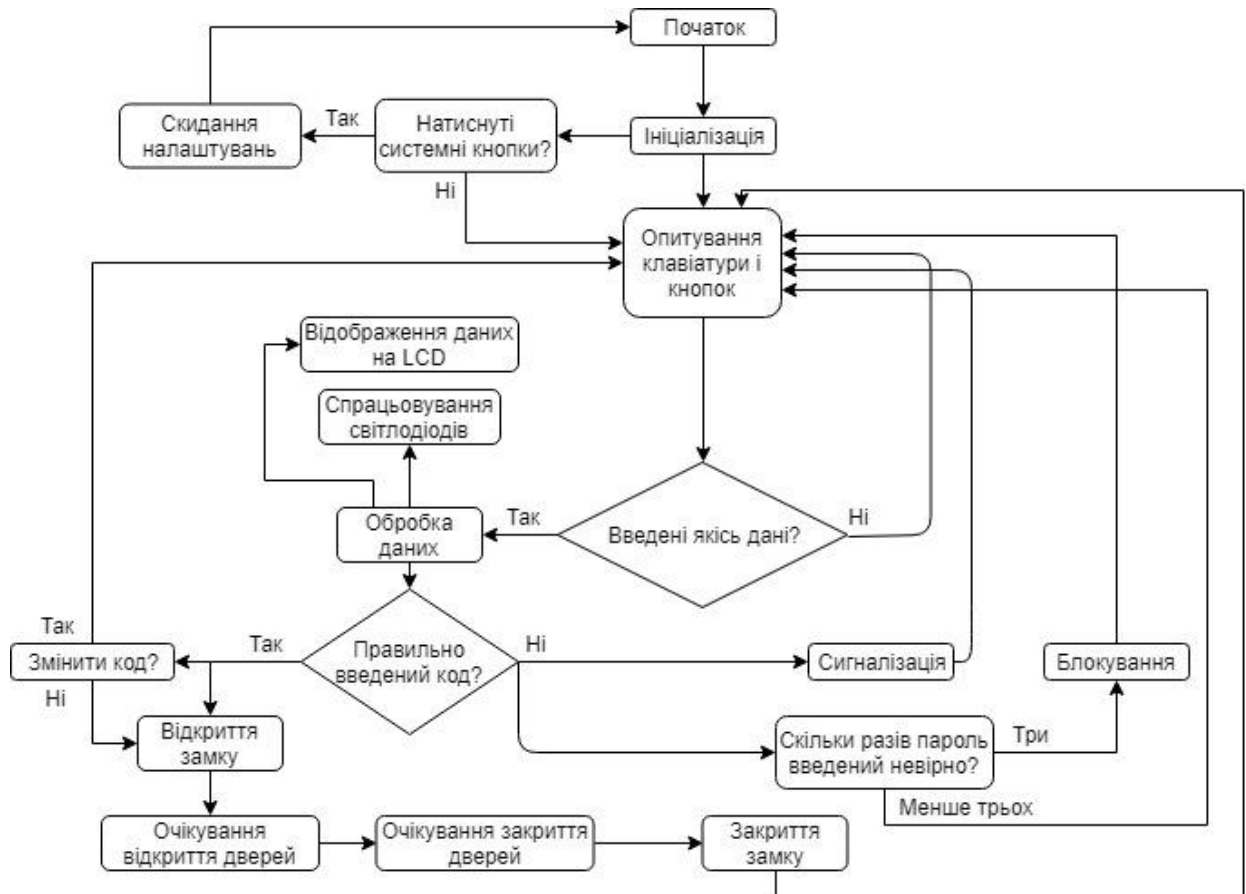 Початок
Скидання
налаштувань
Так
Натиснуті
системні кнопки?
Ініціалізація
Ні
Опитування
клавіатури і
кнопок
Відображення даних
на LCD
Спрацьовування
світлодіодів
Обробка
даних
Так
Введені якісь дані?
Ні
Так
Змінити код?
Ні
Так
Правильно
введений код?
Ні
Сигналізація
Блокування
Відкриття
замку
Скільки разів пароль
введений невірно?
Три
Менше трьох
Очікування
відкриття дверей
Очікування закриття
дверей
Закриття
замку